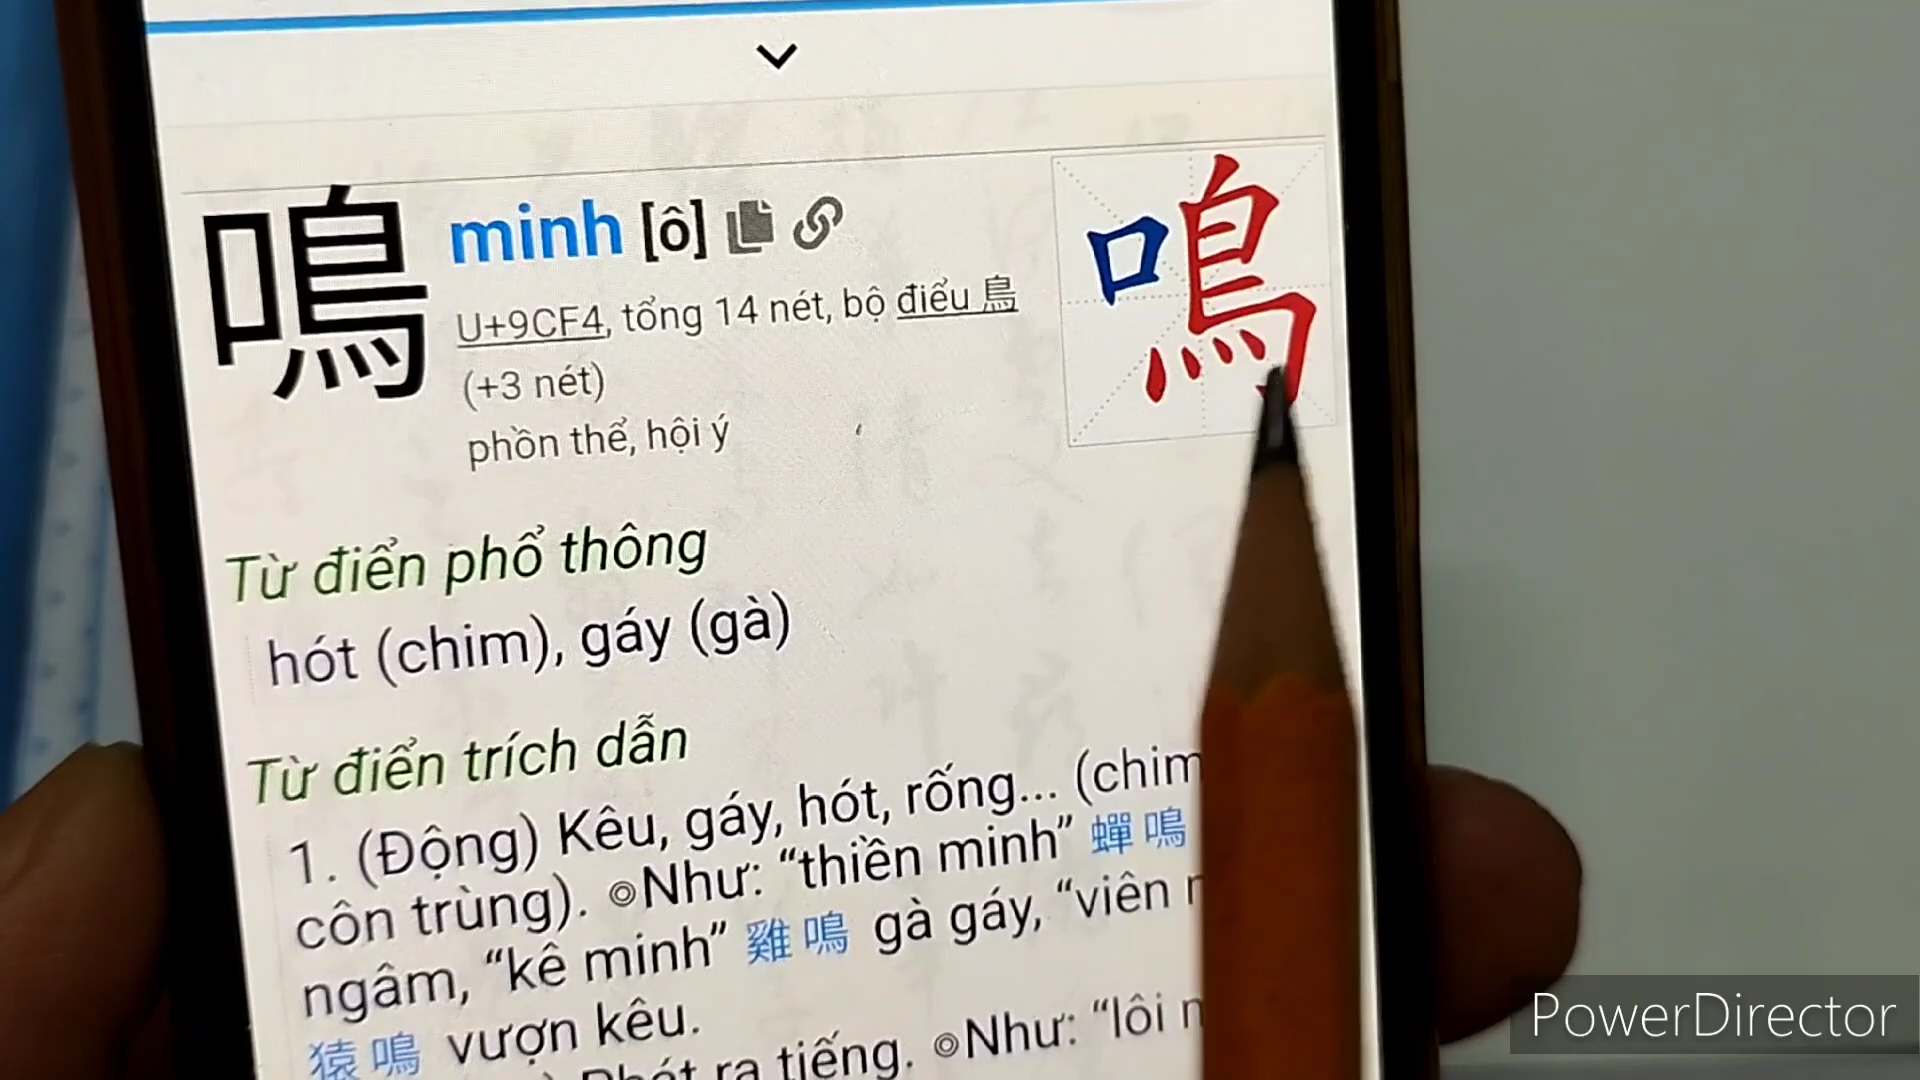 鳴 minh [ô] 鳴
U+9CF4, tổng 14 nét, bộ điểu 鳥
(+3 nét)
phồn thể, hội ý
Từ điển phổ thông
hót (chim), gáy (gà)
Từ điển trích dẫn
1. (Động) Kêu, gáy, hót, rống... (chim
côn trùng). ◎Như: “thiền minh” 蟬鳴
ngâm, “kê minh” 雞鳴 gà gáy, “viên
猿鳴 vượn kêu.
ra tiếng. ◎Như: “lôi
PowerDirector